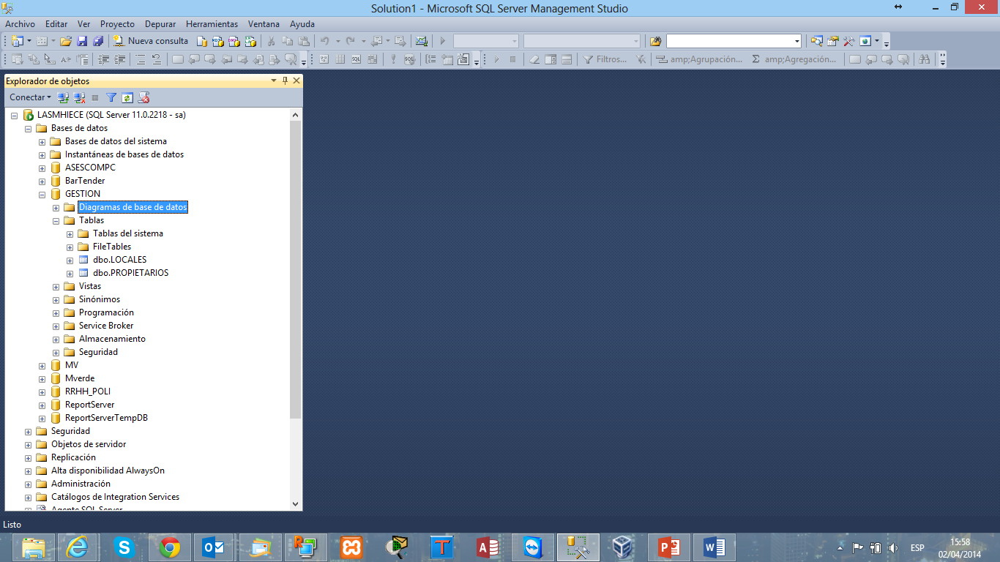 Solution1 - Microsoft SQL Server Management Studio
Archivo Editar Ver Proyecto Depurar Herramientas Ventana Ayuda
Nueva consulta
Filtros... amp;Agrupación... amp;Agregación...
Explorador de objetos
Conectar
LASMHIECE (SQL Server 11.0.2218 - sa)
Bases de datos
Bases de datos del sistema
Instantáneas de bases de datos
ASESCOMPC
BarTender
GESTION
Diagramas de base de datos
Tablas
Tablas del sistema
FileTables
dbo.LOCALES
dbo.PROPIETARIOS
Vistas
Sinónimos
Programación
Service Broker
Almacenamiento
Seguridad
MV
Mverde
RRHH_POLI
ReportServer
ReportServerTempDB
Seguridad
Objetos de servidor
Replicación
Alta disponibilidad AlwaysOn
Administración
Catálogos de Integration Services
Agente SQL Server
Listo
ESP
15:58
02/04/2014